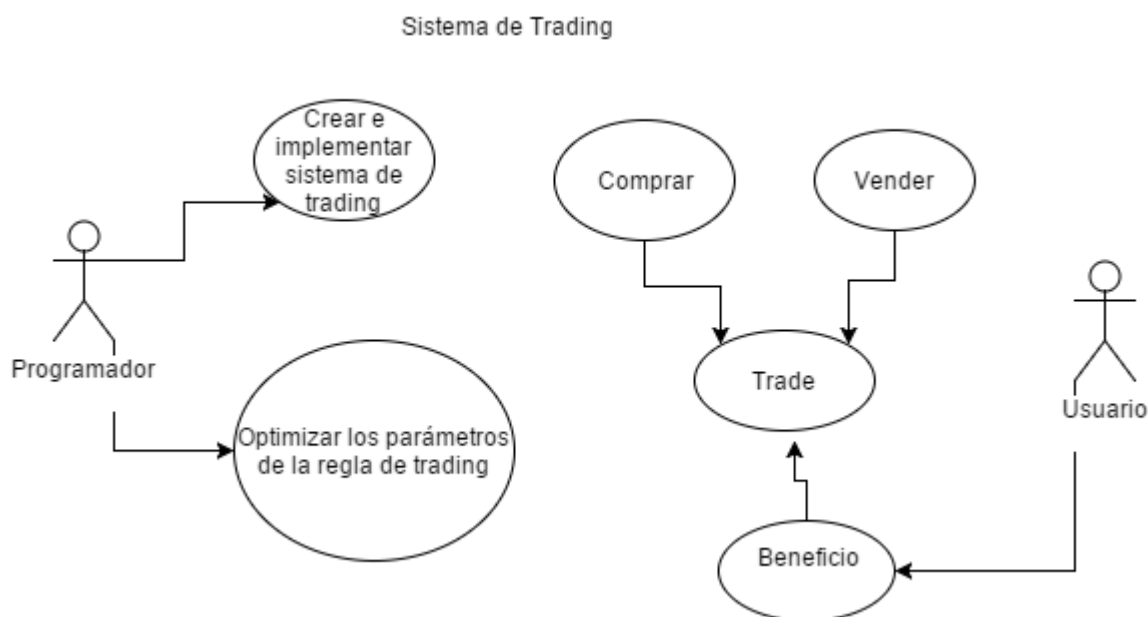 Sistema de Trading
Crear e
implementar
sistema de
trading
Comprar
Vender
Programador
Trade
Usuario
Optimizar los parámetros
de la regla de trading
Beneficio